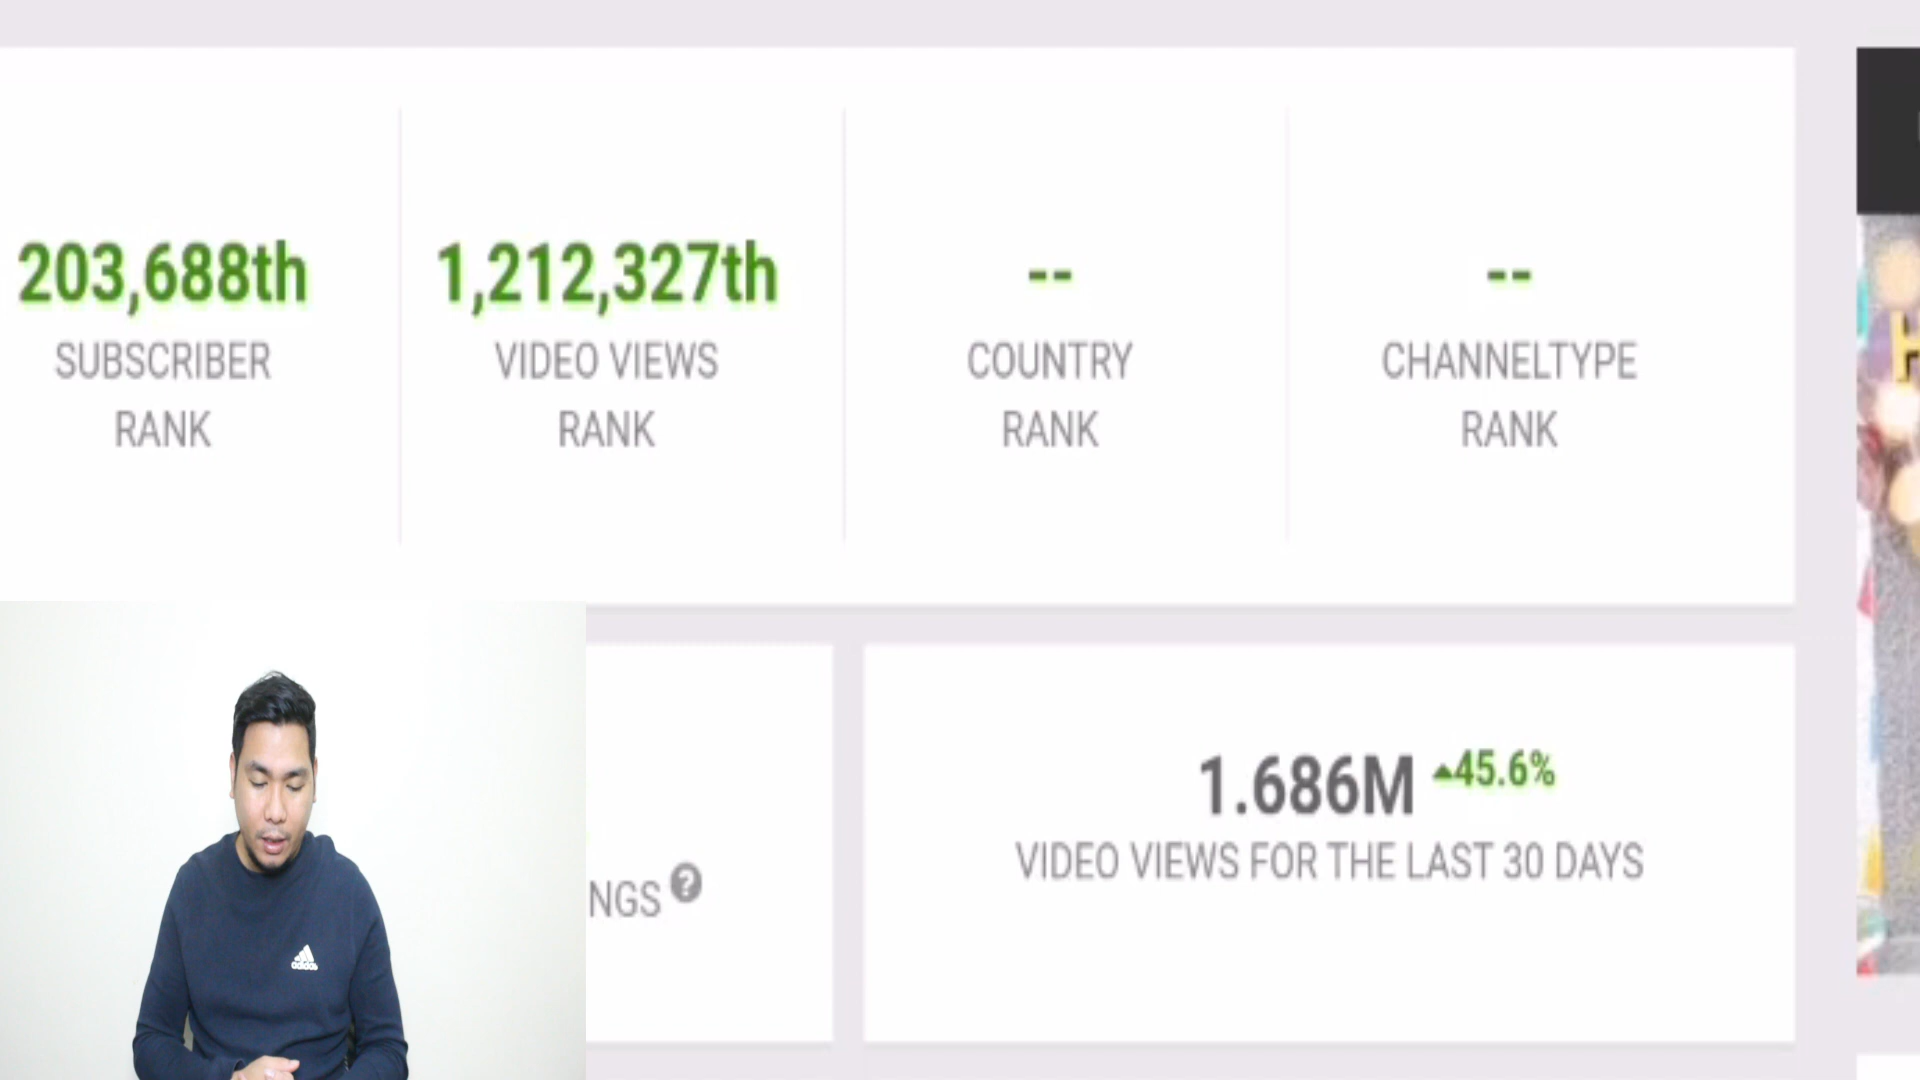 203,688th
SUBSCRIBER
RANK
1,212,327th
VIDEO VIEWS
RANK
--
COUNTRY
RANK
--
CHANNELTYPE
RANK
NGS ?
1.686M ▲45.6%
VIDEO VIEWS FOR THE LAST 30 DAYS
adidas
H